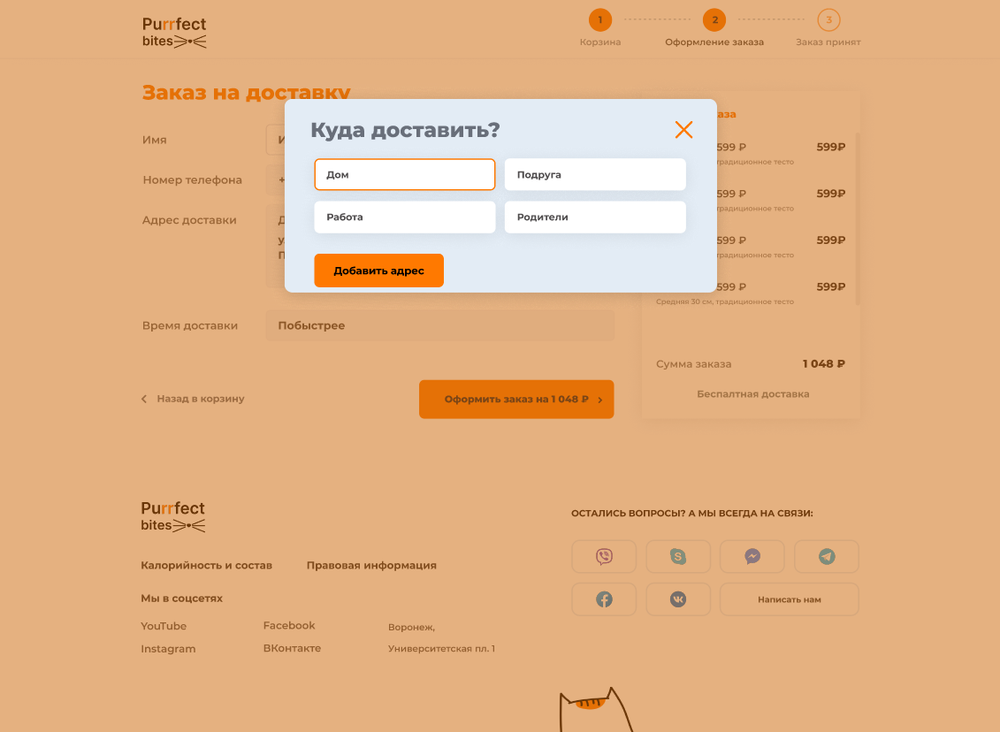 Purrfect
bites
1
2
3
Корзина
Оформление заказа
Заказ принят
Заказ на доставку
Имя
Номер телефона
+
Адрес доставки
Время доставки
Побыстрее
Куда доставить?
Дом
Подруга
Работа
Родители
Добавить адрес
599 ₽
599₽
традиционное тесто
599 ₽
599₽
традиционное тесто
599 ₽
599₽
традиционное тесто
599 ₽
599₽
Средняя 30 см, традиционное тесто
Сумма заказа
1 048 ₽
Беспалтная доставка
Назад в корзину
Оформить заказ на 1 048 ₽
Purrfect
bites
Калорийность и состав
Правовая информация
Мы в соцсетях
YouTube
Facebook
Воронеж,
Instagram
ВКонтакте
Университетская пл. 1
ОСТАЛИСЬ ВОПРОСЫ? А МЫ ВСЕГДА НА СВЯЗИ:
Написать нам